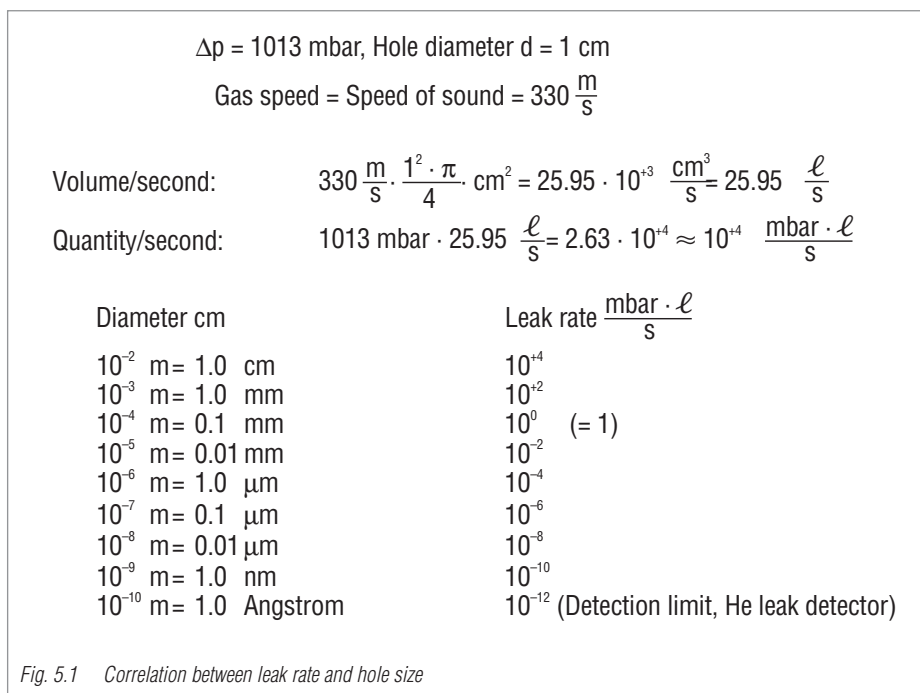 Δp = 1013 mbar, Hole diameter d = 1 cm
Gas speed = Speed of sound = 330 m/s
Volume/second: 330 m/s · 1² · π/4 · cm² = 25.95 · 10⁺³ cm³/s = 25.95 ℓ/s
Quantity/second: 1013 mbar · 25.95 ℓ/s = 2.63 · 10⁺⁴ ≈ 10⁺⁴ mbar · ℓ/s
Diameter cm Leak rate mbar · ℓ/s
10⁻² m = 1.0 cm 10⁺⁴
10⁻³ m = 1.0 mm 10⁺²
10⁻⁴ m = 0.1 mm 10⁰ (= 1)
10⁻⁵ m = 0.01 mm 10⁻²
10⁻⁶ m = 1.0 μm 10⁻⁴
10⁻⁷ m = 0.1 μm 10⁻⁶
10⁻⁸ m = 0.01 μm 10⁻⁸
10⁻⁹ m = 1.0 nm 10⁻¹⁰
10⁻¹⁰ m = 1.0 Angstrom 10⁻¹² (Detection limit, He leak detector)
Fig. 5.1 Correlation between leak rate and hole size